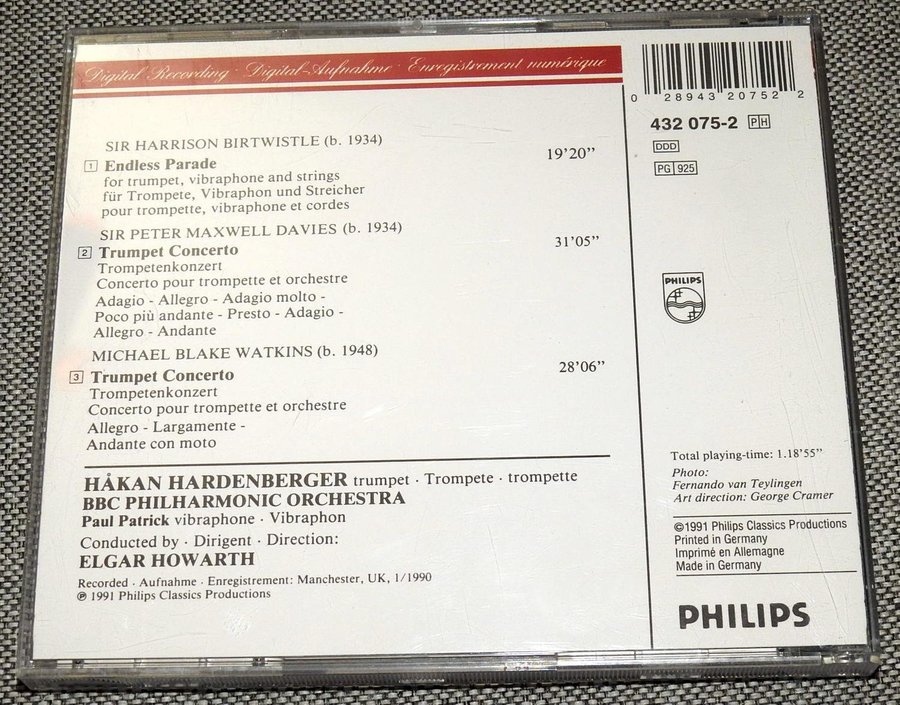 Digital Recording · Digital-Aufnahme · Enregistrement numérique
SIR HARRISON BIRTWISTLE (b. 1934)
1 Endless Parade 19'20"
for trumpet, vibraphone and strings
für Trompete, Vibraphon und Streicher
pour trompette, vibraphone et cordes
SIR PETER MAXWELL DAVIES (b. 1934)
2 Trumpet Concerto 31'05"
Trompetenkonzert
Concerto pour trompette et orchestre
Adagio - Allegro - Adagio molto -
Poco più andante - Presto - Adagio -
Allegro - Andante
MICHAEL BLAKE WATKINS (b. 1948)
3 Trumpet Concerto 28'06"
Trompetenkonzert
Concerto pour trompette et orchestre
Allegro - Largamente -
Andante con moto
HÅKAN HARDENBERGER trumpet · Trompete · trompette
BBC PHILHARMONIC ORCHESTRA
Paul Patrick vibraphone · Vibraphon
Conducted by · Dirigent · Direction:
ELGAR HOWARTH
Recorded · Aufnahme · Enregistrement: Manchester, UK, 1/1990
℗ 1991 Philips Classics Productions
0 28943 20752 2
432 075-2 PH
DDD
PG 925
PHILIPS
Total playing-time: 1.18'55"
Photo:
Fernando van Teylingen
Art direction: George Cramer
©1991 Philips Classics Productions
Printed in Germany
Imprimé en Allemagne
Made in Germany
PHILIPS